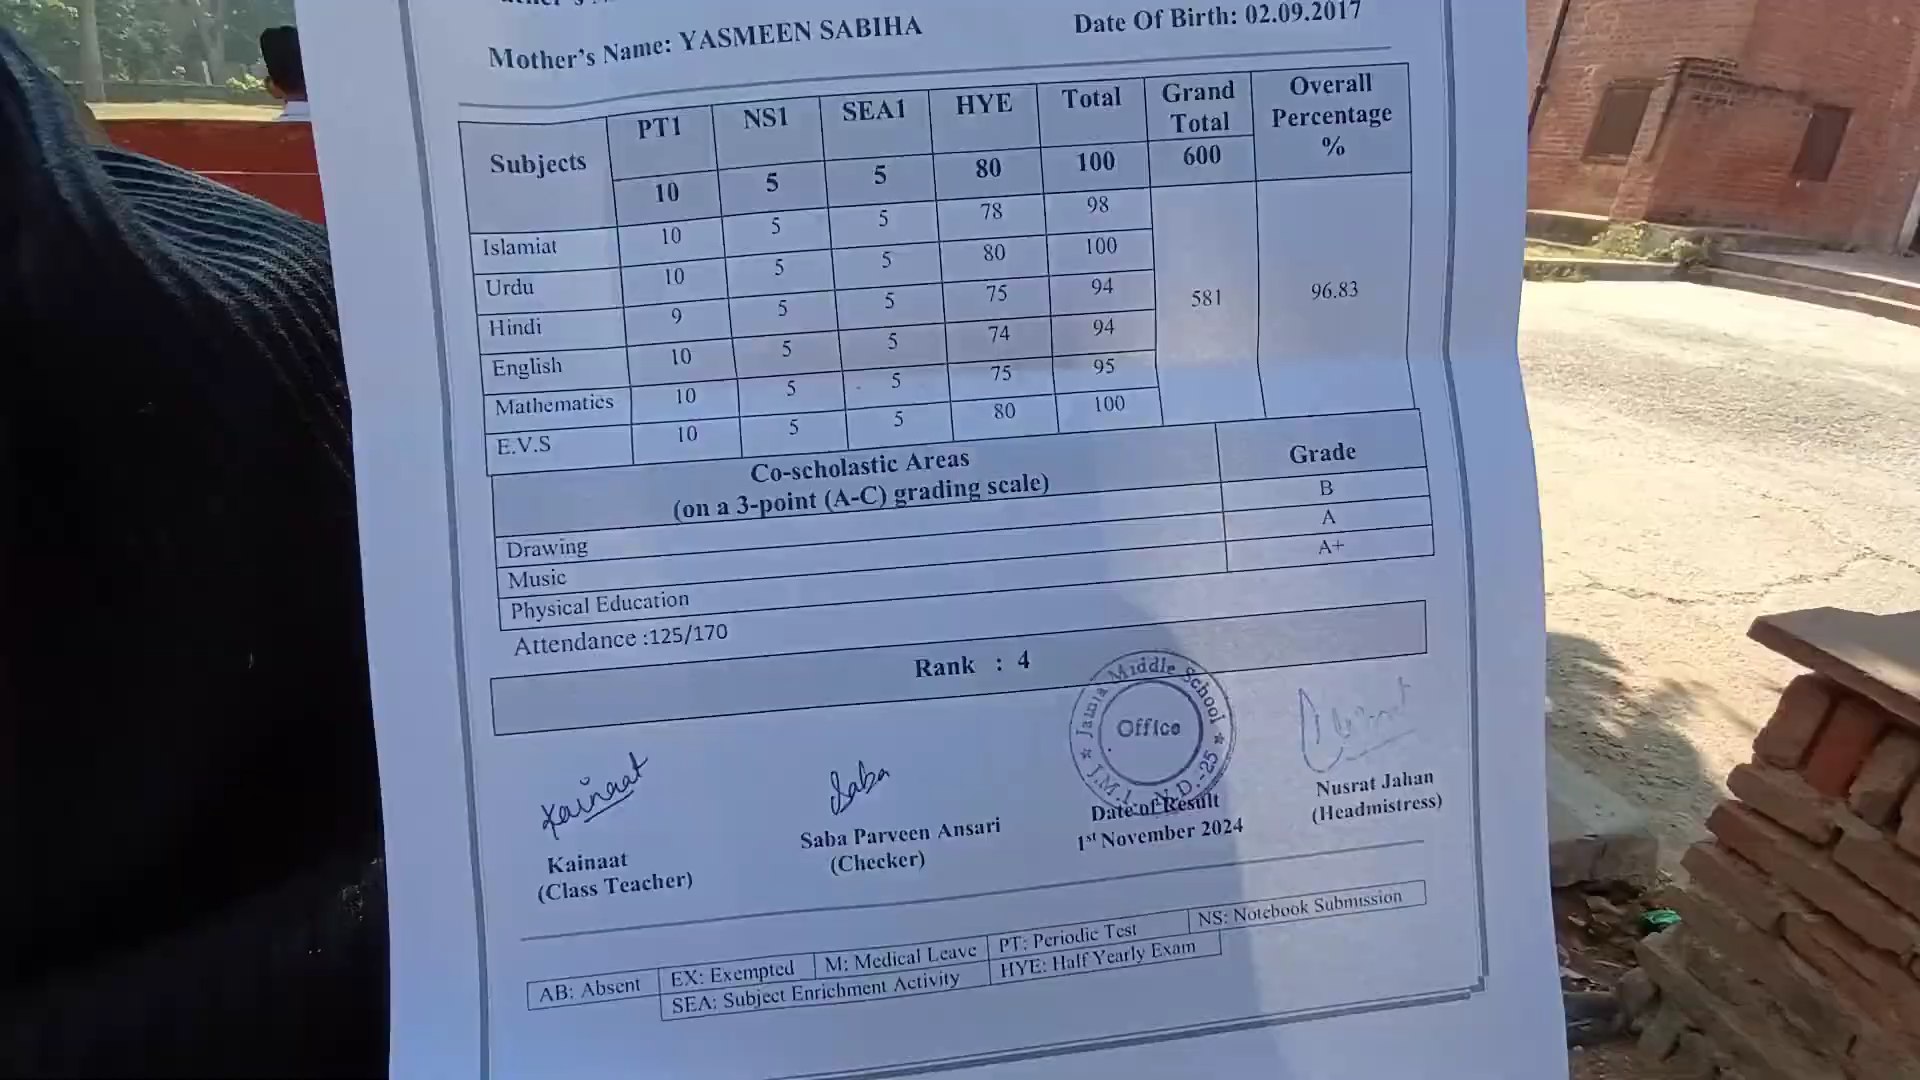 Mother's Name: YASMEEN SABIHA Date Of Birth: 02.09.2017
Subjects PT1 NS1 SEA1 HYE Total Grand Total Overall Percentage %
10 5 5 80 100 600
Islamiat 10 5 5 78 98
Urdu 10 5 5 80 100
Hindi 9 5 5 75 94
English 10 5 5 74 94
Mathematics 10 5 5 75 95
E.V.S 10 5 5 80 100
581 96.83
Co-scholastic Areas
(on a 3-point (A-C) grading scale) Grade
Drawing B
Music A
Physical Education A+
Attendance :125/170
Rank : 4
Jamia Middle School
Office
J.M.I. N.D.-25
Kainaat
Saba
Kainaat
(Class Teacher)
Saba Parveen Ansari
(Checker)
Date of Result
1st November 2024
Nusrat Jahan
(Headmistress)
AB: Absent EX: Exempted M: Medical Leave PT: Periodic Test NS: Notebook Submission
SEA: Subject Enrichment Activity HYE: Half Yearly Exam